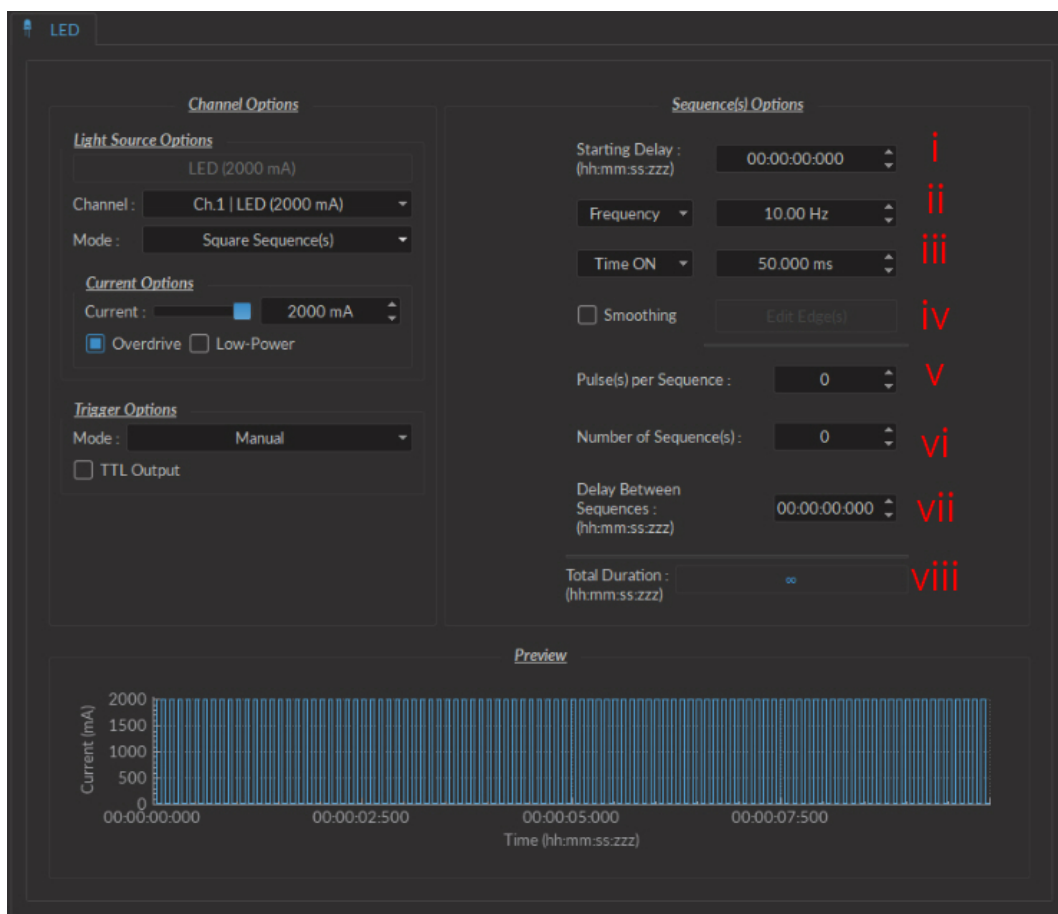 LED
Channel Options
Light Source Options
LED (2000 mA)
Channel : Ch.1 | LED (2000 mA)
Mode : Square Sequence(s)
Current Options
Current : 2000 mA
Overdrive Low-Power
Trigger Options
Mode : Manual
TTL Output
Sequence(s) Options
Starting Delay :
(hh:mm:ss:zzz)
00:00:00:000 i
Frequency 10.00 Hz ii
Time ON 50.000 ms iii
Smoothing Edit Edge(s) iv
Pulse(s) per Sequence : 0 v
Number of Sequence(s) : 0 vi
Delay Between
Sequences :
(hh:mm:ss:zzz)
00:00:00:000 vii
Total Duration :
(hh:mm:ss:zzz)
∞ viii
Preview
Current (mA)
2000
1500
1000
500
0
00:00:00:000 00:00:02:500 00:00:05:000 00:00:07:500
Time (hh:mm:ss:zzz)